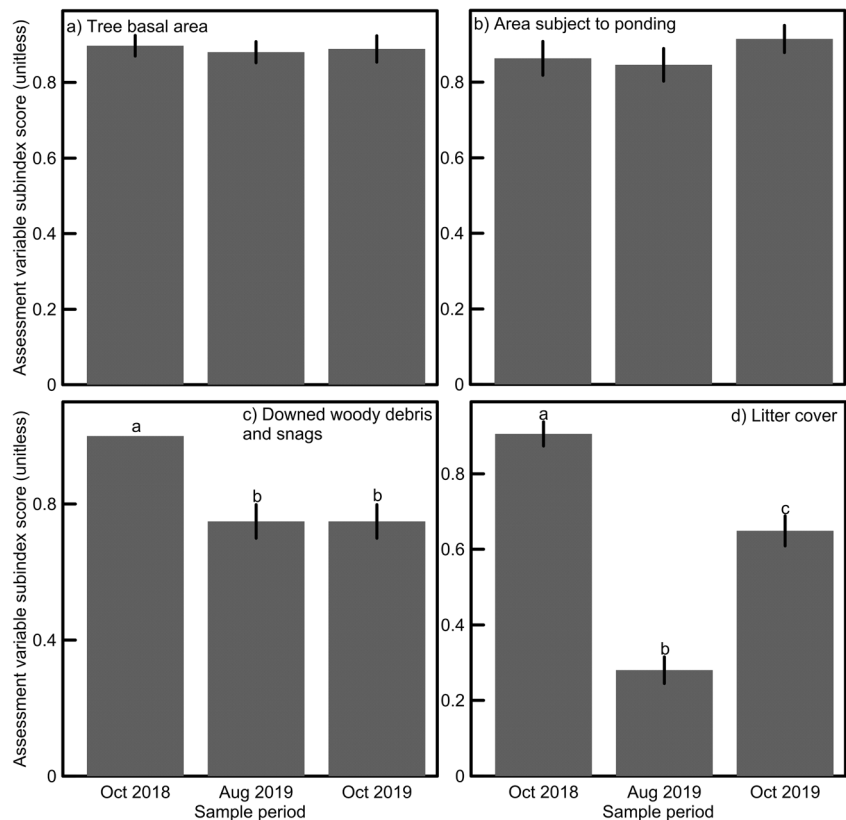 a) Tree basal area
Assessment variable subindex score (unitless)
0.8
0.6
0.4
0.2
0
b) Area subject to ponding
0.8
0.6
0.4
0.2
0
c) Downed woody debris
and snags
Assessment variable subindex score (unitless)
a
b
b
0.8
0.4
0
Oct 2018
Aug 2019
Oct 2019
Sample period
d) Litter cover
a
b
c
0.8
0.6
0.4
0.2
0
Oct 2018
Aug 2019
Oct 2019
Sample period